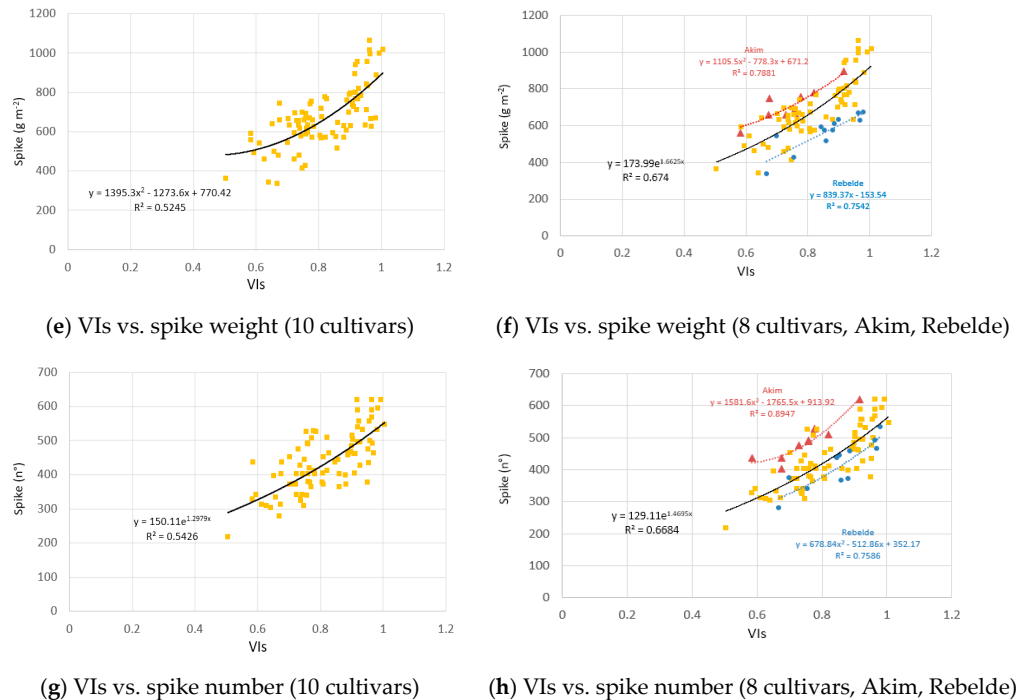 1200
1000
800
600
400
200
0
Spike (g m⁻²)
y = 1395.3x² - 1273.6x + 770.42
R² = 0.5245
0 0.2 0.4 0.6 0.8 1 1.2
VIs
(e) VIs vs. spike weight (10 cultivars)
1200
1000
800
600
400
200
0
Spike (g m⁻²)
Akim
y = 1105.5x² - 778.3x + 671.2
R² = 0.7881
y = 173.99e^1.6625x
R² = 0.674
Rebelde
y = 839.37x - 153.54
R² = 0.7542
0 0.2 0.4 0.6 0.8 1 1.2
VIs
(f) VIs vs. spike weight (8 cultivars, Akim, Rebelde)
700
600
500
400
300
200
100
0
Spike (n°)
y = 150.11e^1.2979x
R² = 0.5426
0 0.2 0.4 0.6 0.8 1 1.2
VIs
(g) VIs vs. spike number (10 cultivars)
700
600
500
400
300
200
100
0
Spike (n°)
Akim
y = 1581.6x² - 1765.5x + 913.92
R² = 0.8947
y = 129.11e^1.4695x
R² = 0.6684
Rebelde
y = 678.84x² - 512.86x + 352.17
R² = 0.7586
0 0.2 0.4 0.6 0.8 1 1.2
VIs
(h) VIs vs. spike number (8 cultivars, Akim, Rebelde)